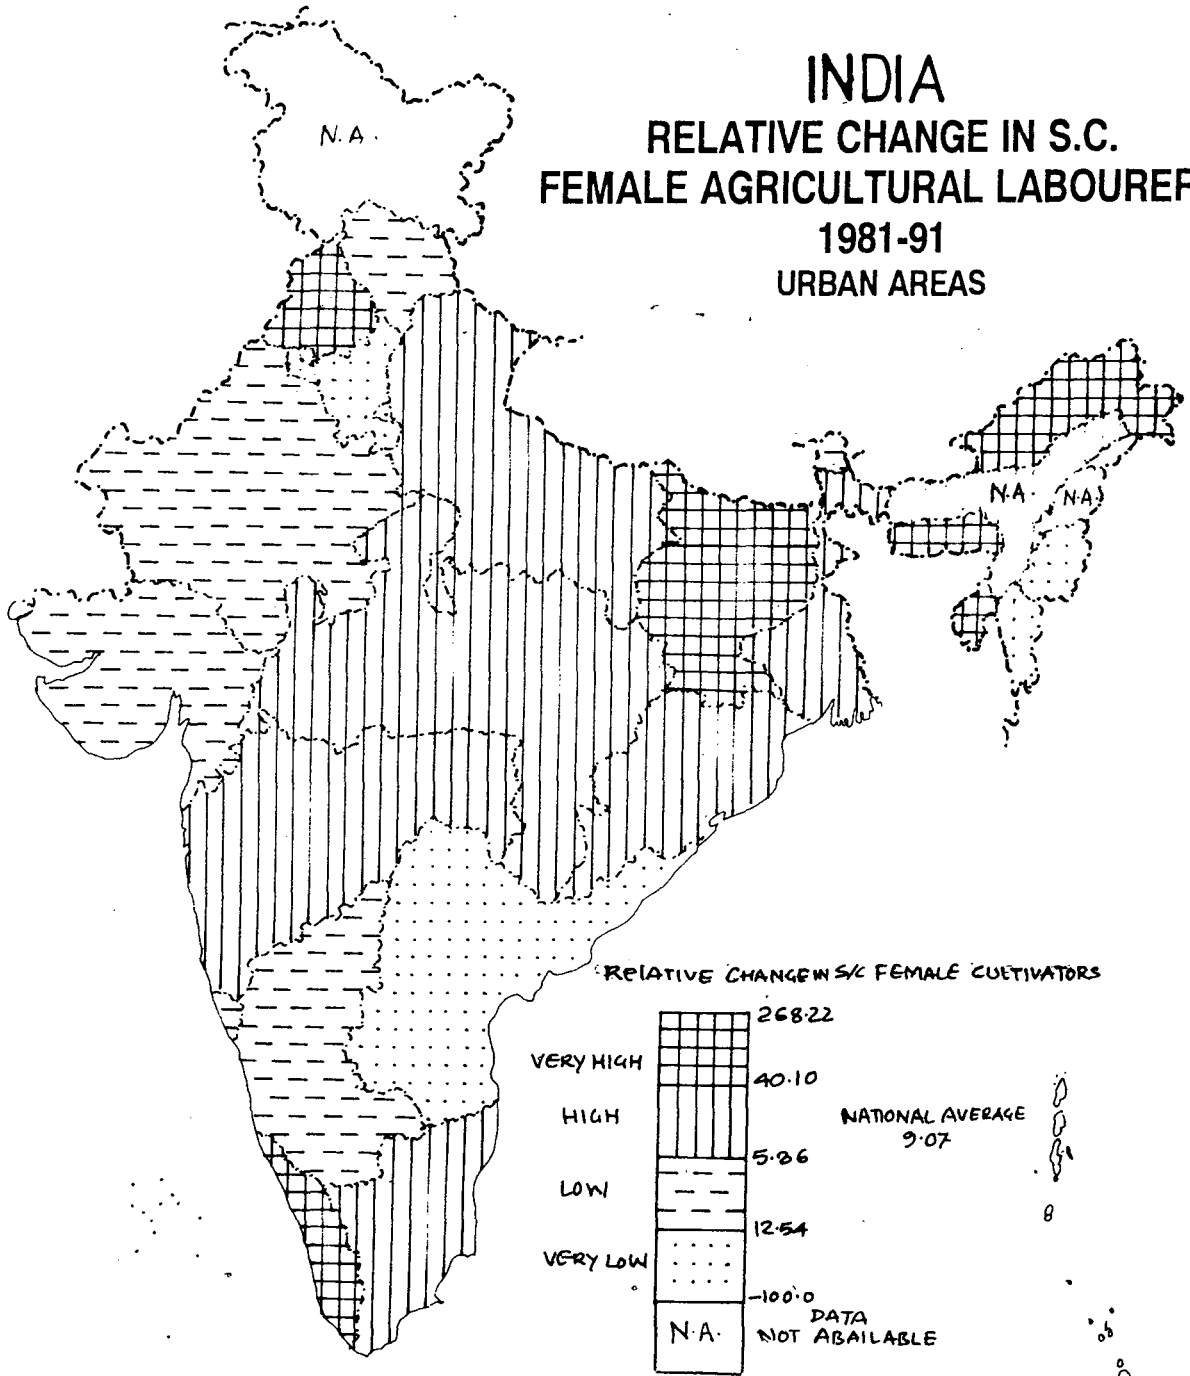 INDIA
RELATIVE CHANGE IN S.C.
FEMALE AGRICULTURAL LABOURER
1981-91
URBAN AREAS
N.A.
N.A.
N.A.
RELATIVE CHANGE IN S/C FEMALE CULTIVATORS
268.22
VERY HIGH
40.10
HIGH
NATIONAL AVERAGE
9.07
5.86
LOW
12.54
VERY LOW
-100.0
N.A.
DATA
NOT ABAILABLE